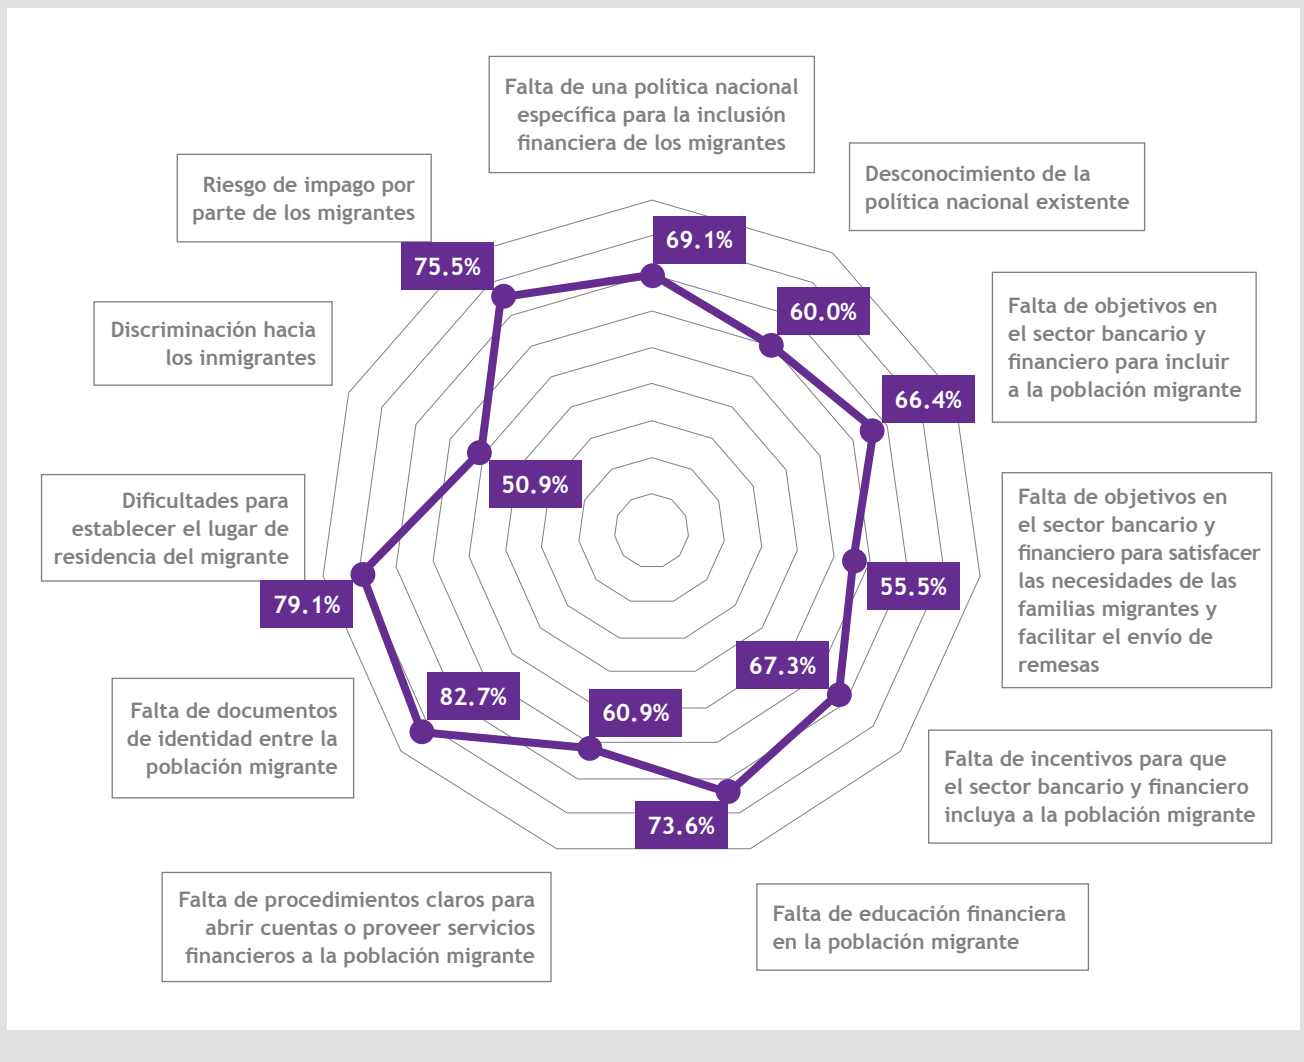 Falta de una política nacional
específica para la inclusión
financiera de los migrantes
69.1%
Desconocimiento de la
política nacional existente
60.0%
Falta de objetivos en
el sector bancario y
financiero para incluir
a la población migrante
66.4%
Falta de objetivos en
el sector bancario y
financiero para satisfacer
las necesidades de las
familias migrantes y
facilitar el envío de
remesas
55.5%
Falta de incentivos para que
el sector bancario y financiero
incluya a la población migrante
67.3%
Falta de educación financiera
en la población migrante
73.6%
Falta de procedimientos claros para
abrir cuentas o proveer servicios
financieros a la población migrante
60.9%
Falta de documentos
de identidad entre la
población migrante
82.7%
Dificultades para
establecer el lugar de
residencia del migrante
79.1%
Discriminación hacia
los inmigrantes
50.9%
Riesgo de impago por
parte de los migrantes
75.5%